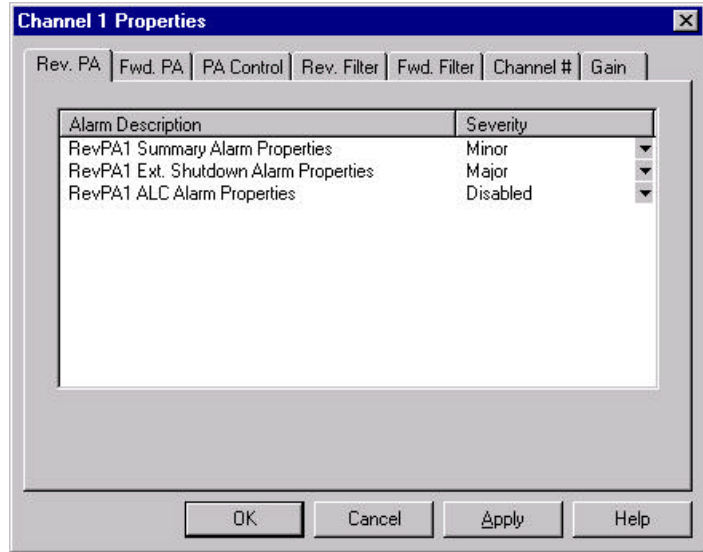 Channel 1 Properties
Rev. PA Fwd. PA PA Control Rev. Filter Fwd. Filter Channel # Gain
Alarm Description Severity
RevPA1 Summary Alarm Properties Minor
RevPA1 Ext. Shutdown Alarm Properties Major
RevPA1 ALC Alarm Properties Disabled
OK Cancel Apply Help